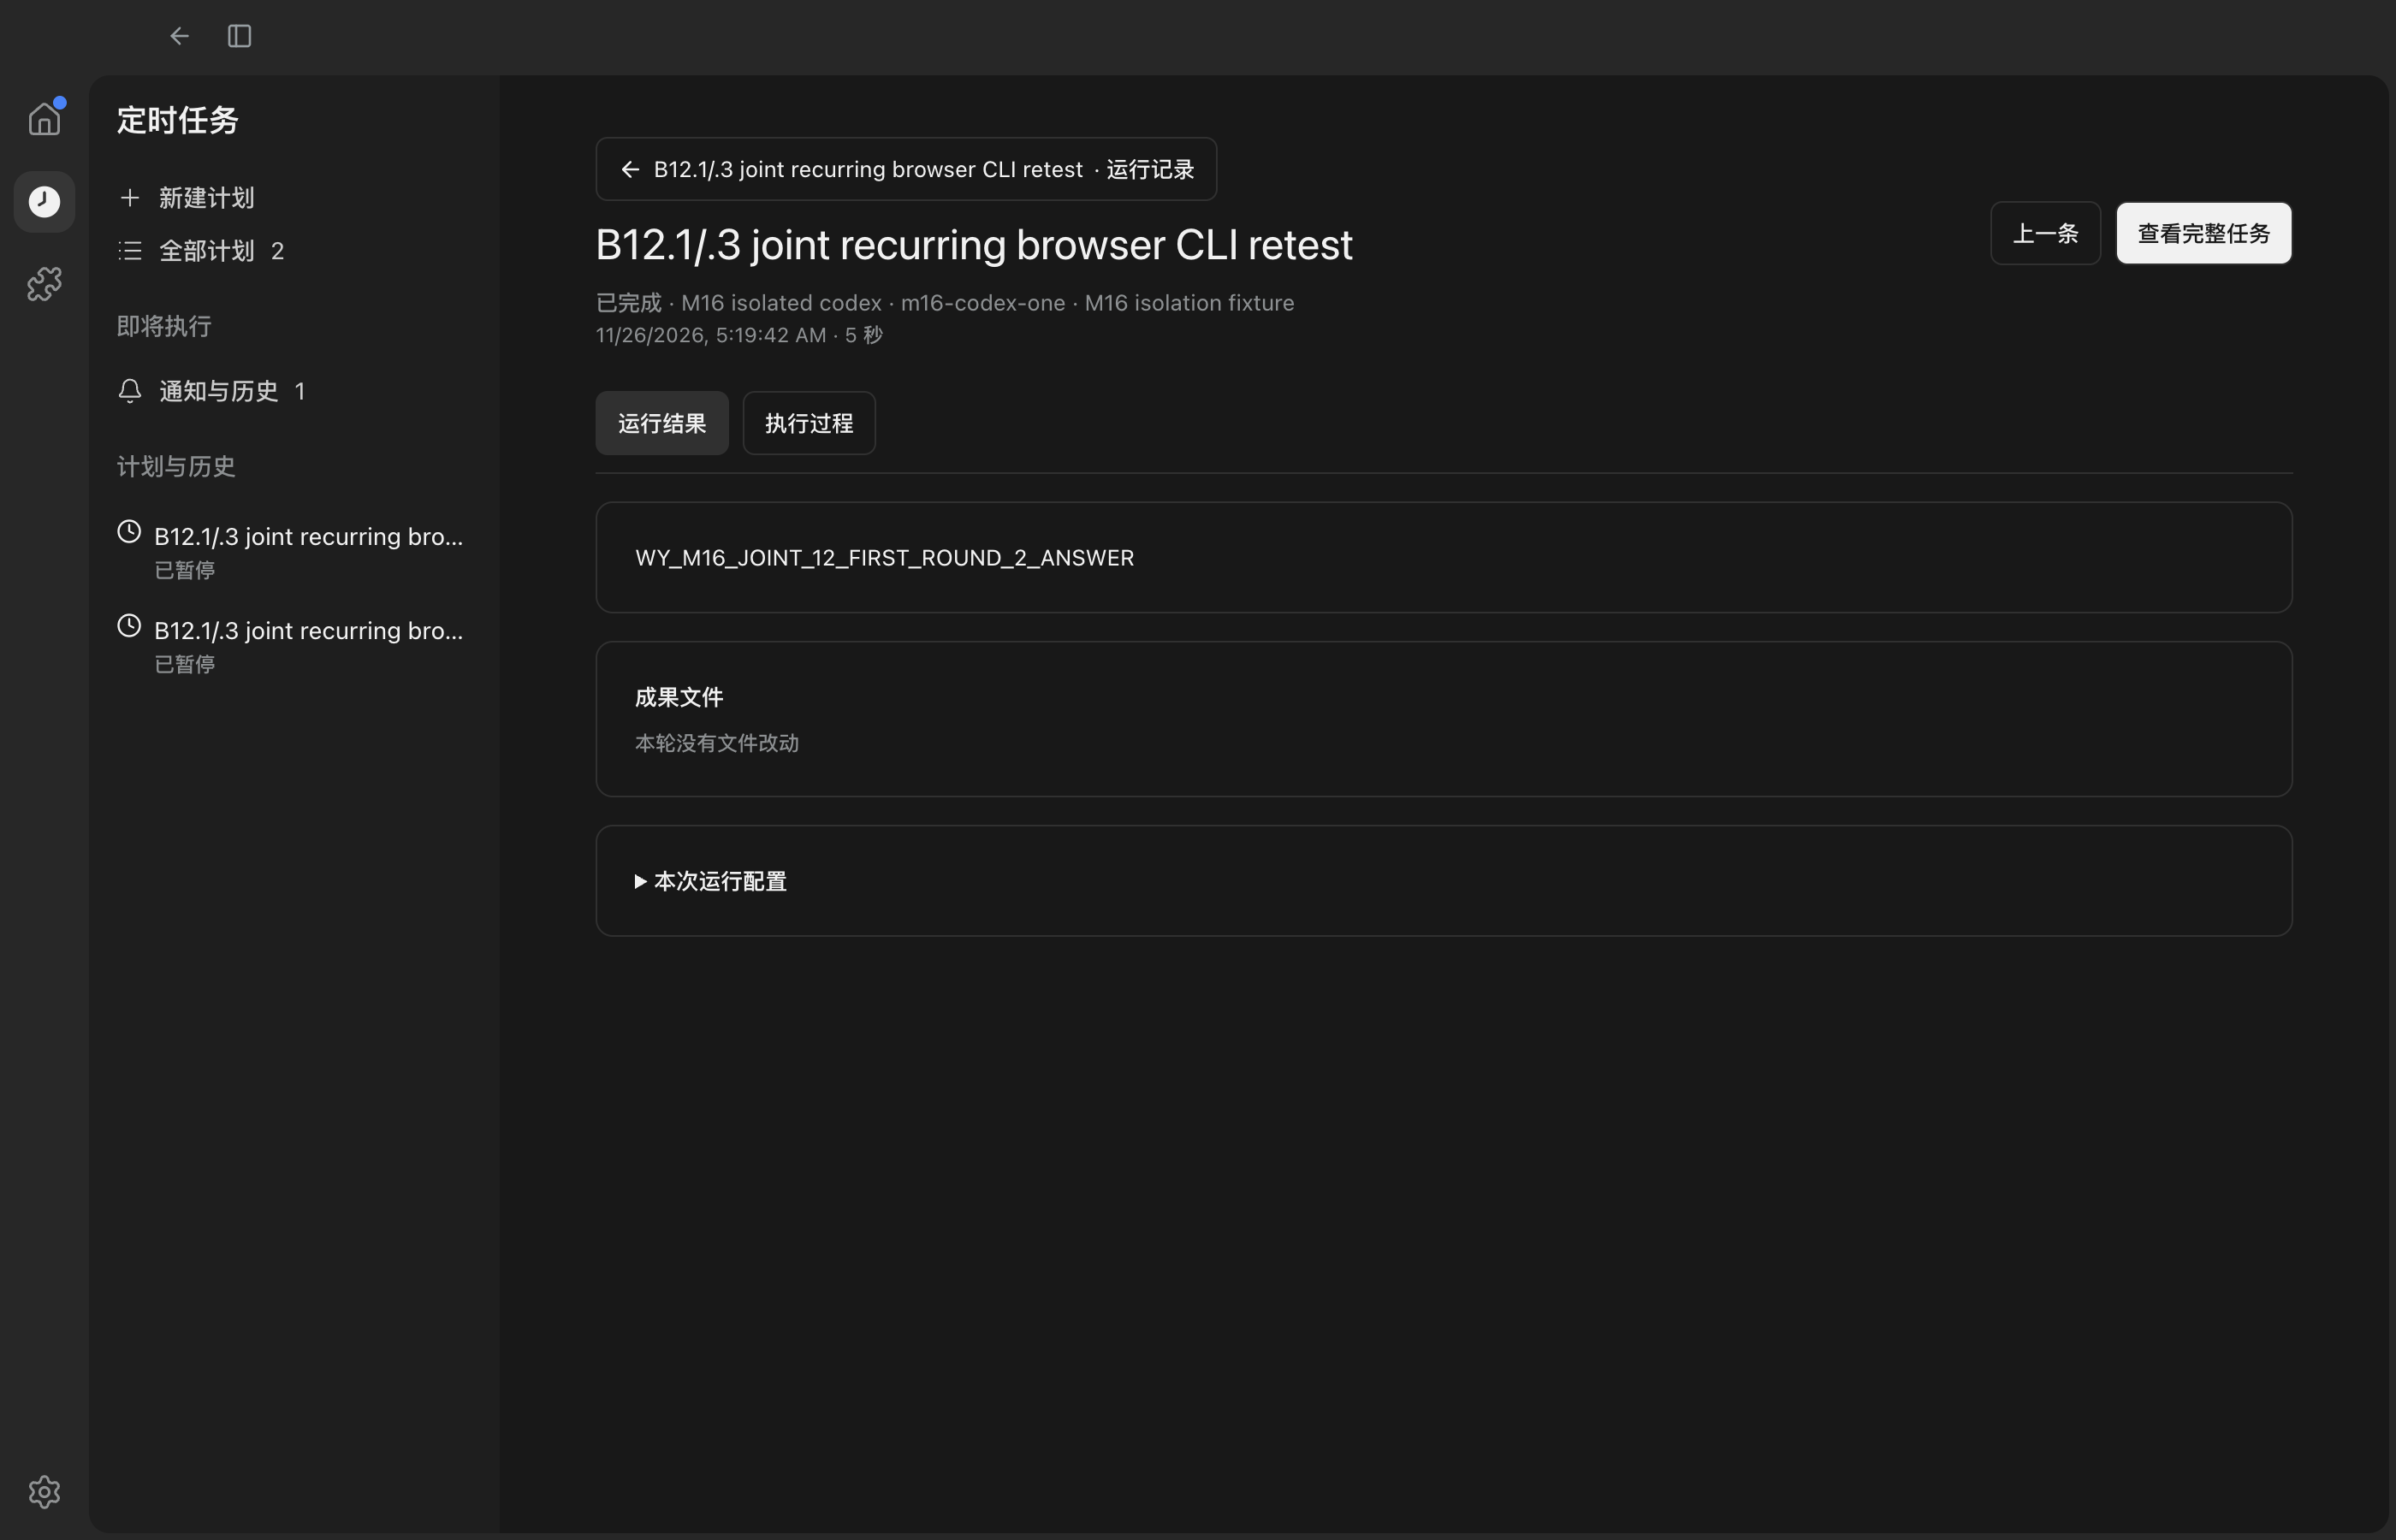 定时任务
新建计划
全部计划 2
即将执行
通知与历史 1
计划与历史
B12.1/.3 joint recurring bro...
已暂停
B12.1/.3 joint recurring bro...
已暂停
B12.1/.3 joint recurring browser CLI retest · 运行记录
B12.1/.3 joint recurring browser CLI retest
上一条
查看完整任务
已完成 · M16 isolated codex · m16-codex-one · M16 isolation fixture
11/26/2026, 5:19:42 AM · 5 秒
运行结果
执行过程
WY_M16_JOINT_12_FIRST_ROUND_2_ANSWER
成果文件
本轮没有文件改动
本次运行配置